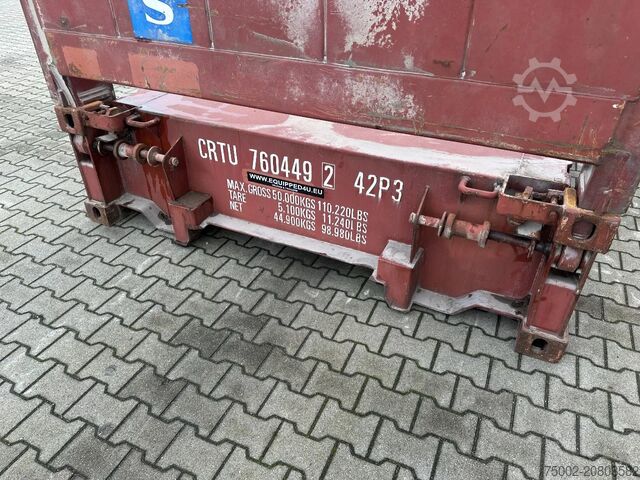 S
CRTU 760449 2 42P3
WWW.EQUIPPED4U.EU
MAX.GROSS 50.000KGS 110.220LBS
TARE 5.100KGS 11.240LBS
NET 44.900KGS 98.980LBS
75002-20808582